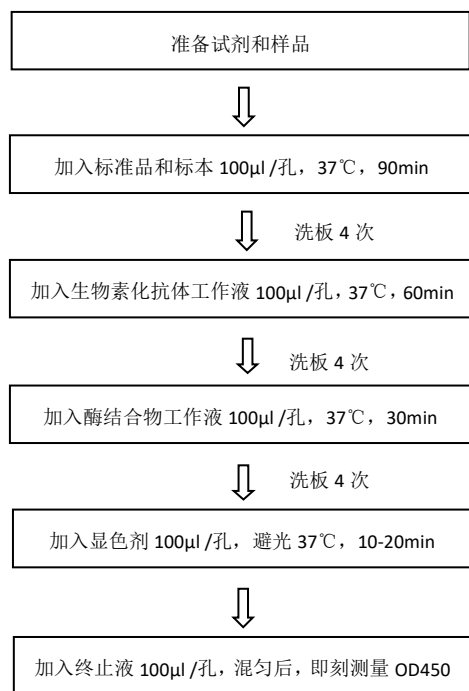 准备试剂和样品
加入标准品和标本 100μl /孔，37℃，90min
洗板 4 次
加入生物素化抗体工作液 100μl /孔，37℃，60min
洗板 4 次
加入酶结合物工作液 100μl /孔，37℃，30min
洗板 4 次
加入显色剂 100μl /孔，避光 37℃，10-20min
加入终止液 100μl /孔，混匀后，即刻测量 OD450